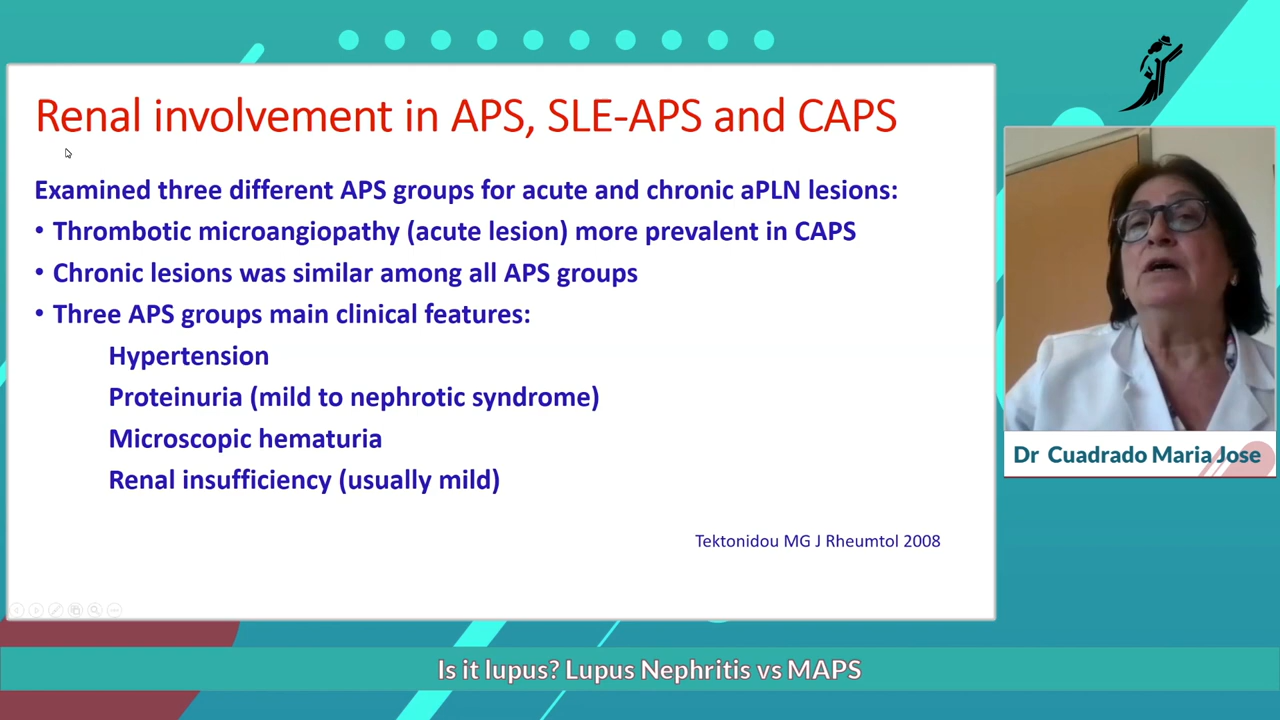 Renal involvement in APS, SLE-APS and CAPS
Examined three different APS groups for acute and chronic aPLN lesions:
• Thrombotic microangiopathy (acute lesion) more prevalent in CAPS
• Chronic lesions was similar among all APS groups
• Three APS groups main clinical features:
Hypertension
Proteinuria (mild to nephrotic syndrome)
Microscopic hematuria
Renal insufficiency (usually mild)
Tektonidou MG J Rheumtol 2008
Dr Cuadrado Maria Jose
Is it lupus? Lupus Nephritis vs MAPS